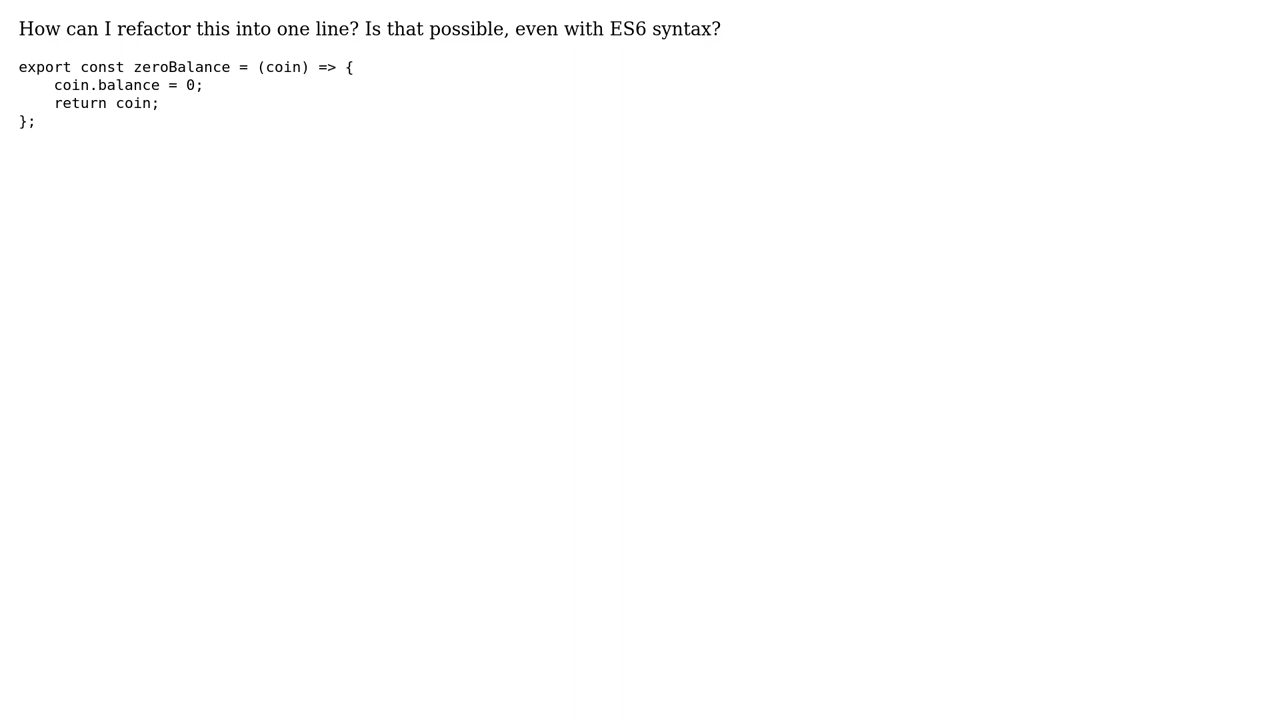 How can I refactor this into one line? Is that possible, even with ES6 syntax?
export const zeroBalance = (coin) => {
    coin.balance = 0;
    return coin;
};